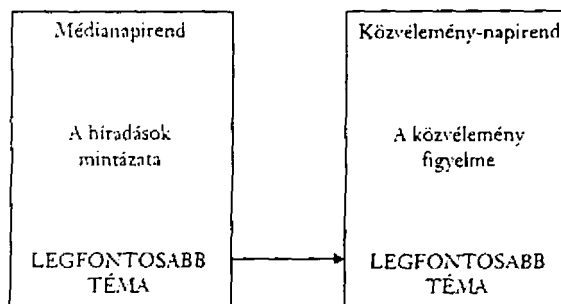 Médianapirend
A híradások
mintázata
LEGFONTOSABB
TÉMA
Közvélemény-napirend
A közvélemény
figyelme
LEGFONTOSABB
TÉMA